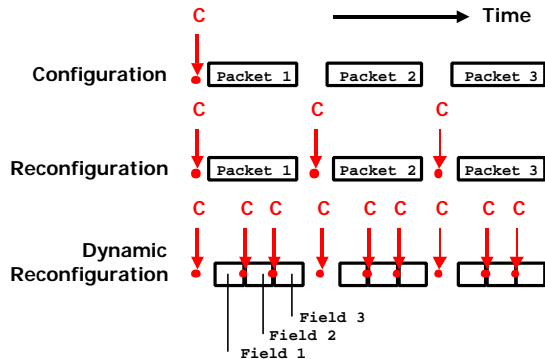 C
Time
Configuration
Packet 1 Packet 2 Packet 3
C C C
Reconfiguration
Packet 1 Packet 2 Packet 3
C C C C C C C C C
Dynamic
Reconfiguration
Field 3
Field 2
Field 1